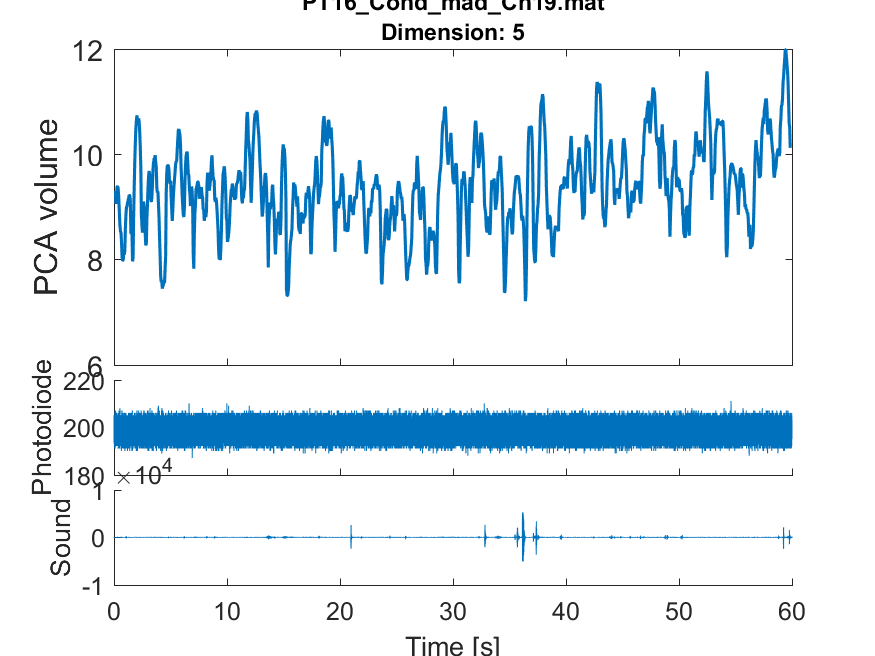 PT16_Cond_mad_Ch19.mat
Dimension: 5
12
10
8
6
PCA volume
220
200
180
Photodiode
×10⁴
1
0
-1
Sound
0 10 20 30 40 50 60
Time [s]